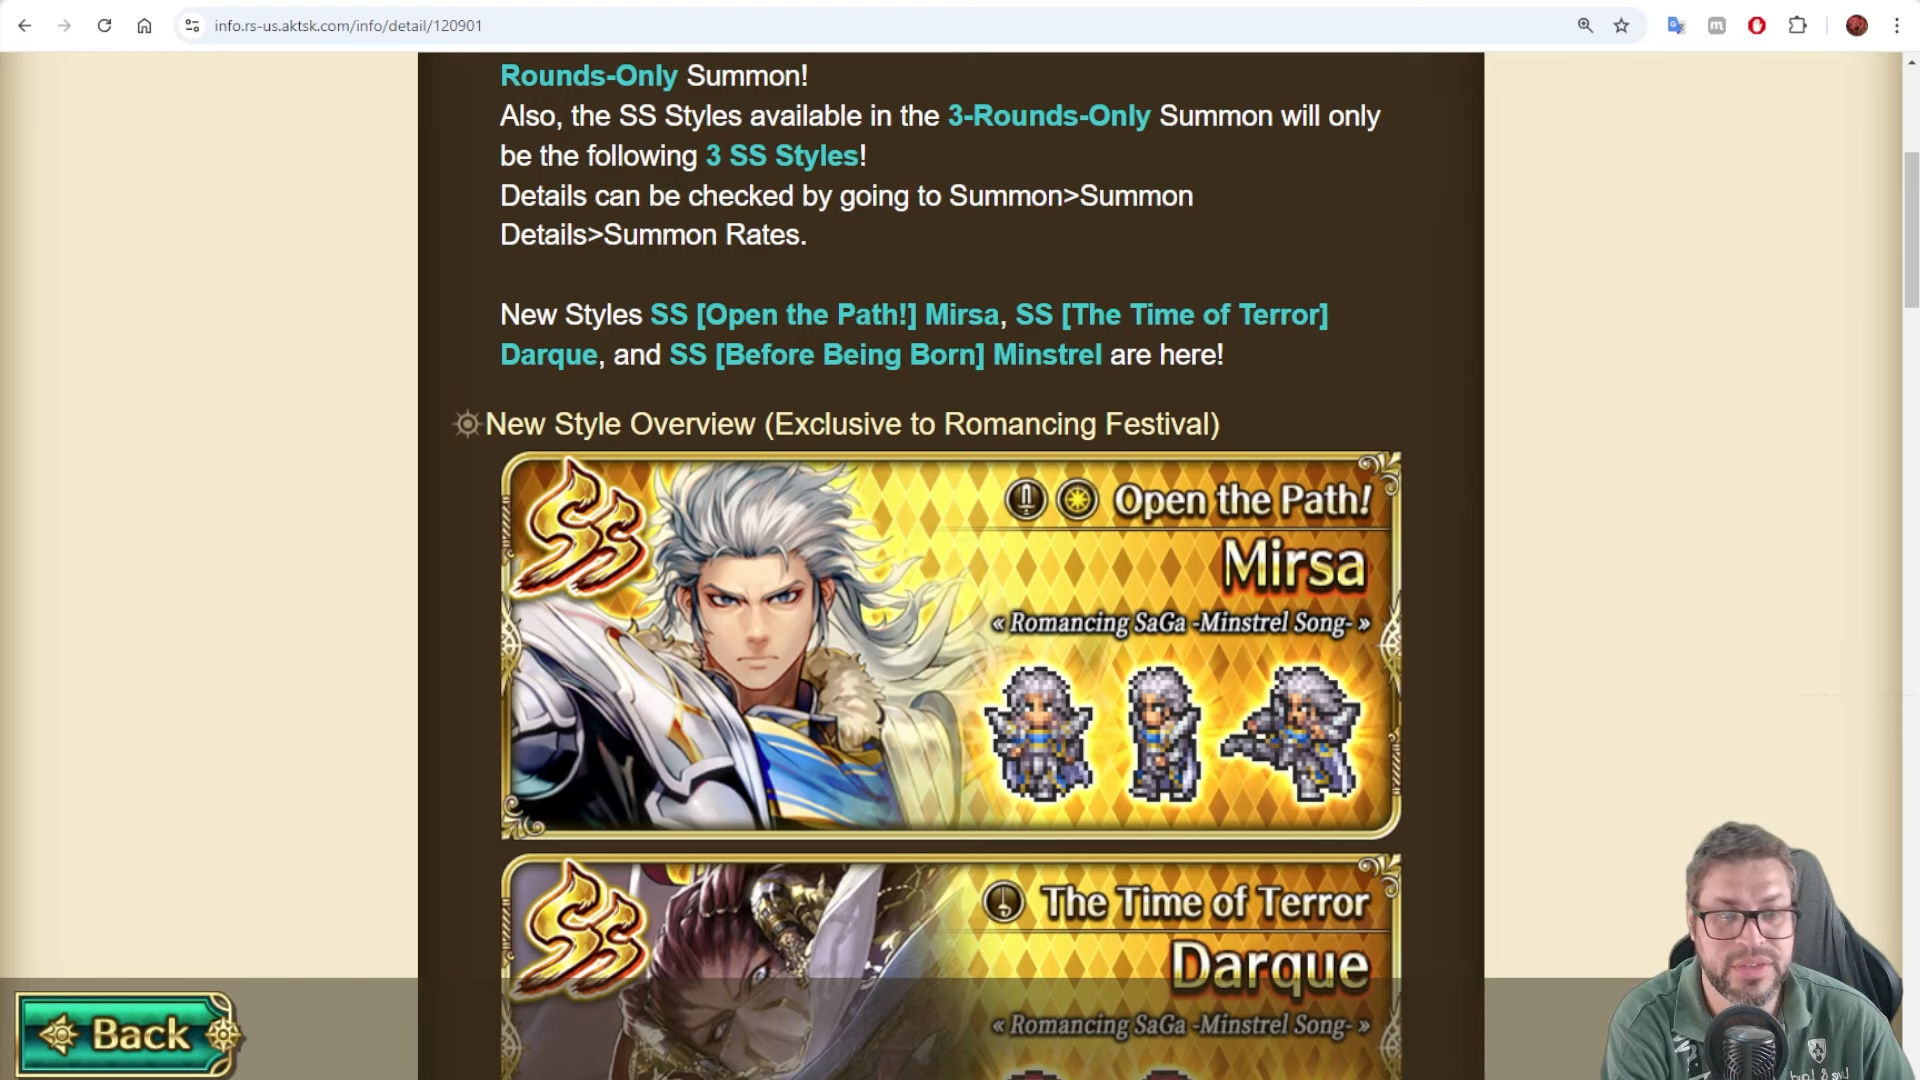 info.rs-us.aktsk.com/info/detail/120901
Rounds-Only Summon!
Also, the SS Styles available in the 3-Rounds-Only Summon will only
be the following 3 SS Styles!
Details can be checked by going to Summon>Summon
Details>Summon Rates.
New Styles SS [Open the Path!] Mirsa, SS [The Time of Terror]
Darque, and SS [Before Being Born] Minstrel are here!
New Style Overview (Exclusive to Romancing Festival)
SS
Open the Path!
Mirsa
« Romancing SaGa -Minstrel Song- »
SS
The Time of Terror
Darque
« Romancing SaGa -Minstrel Song- »
Back